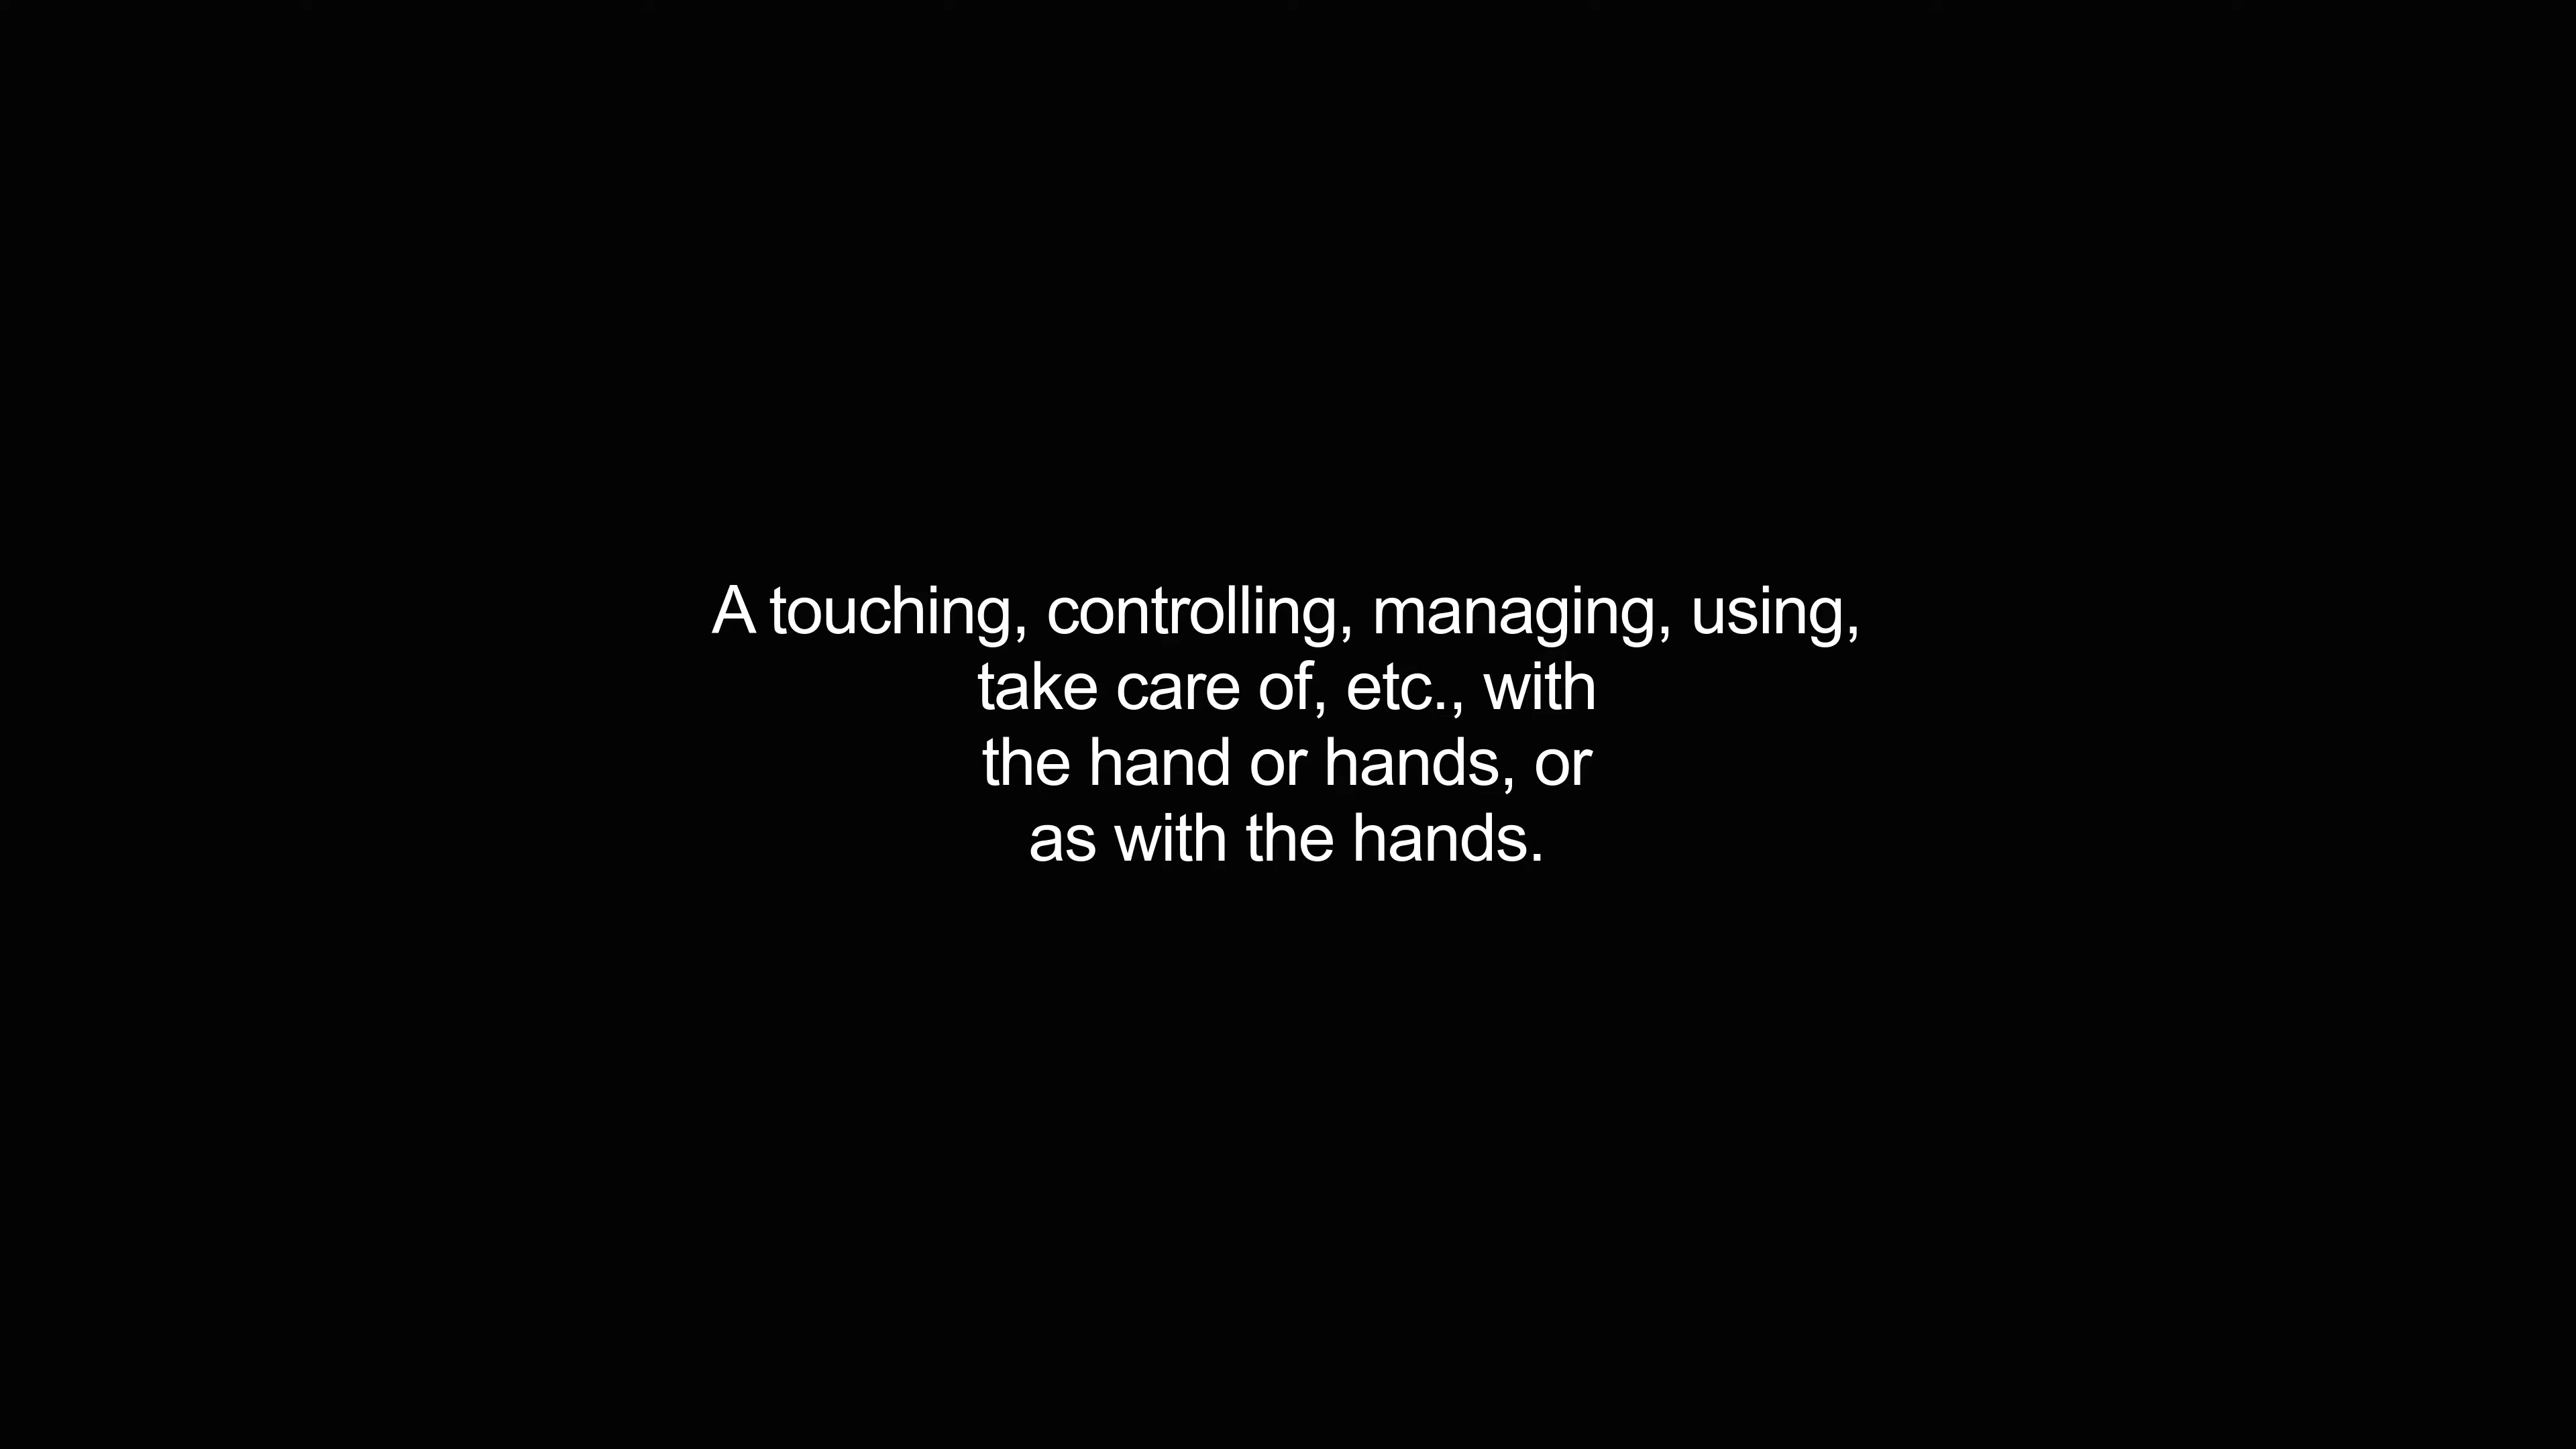 A touching, controlling, managing, using,
take care of, etc., with
the hand or hands, or
as with the hands.